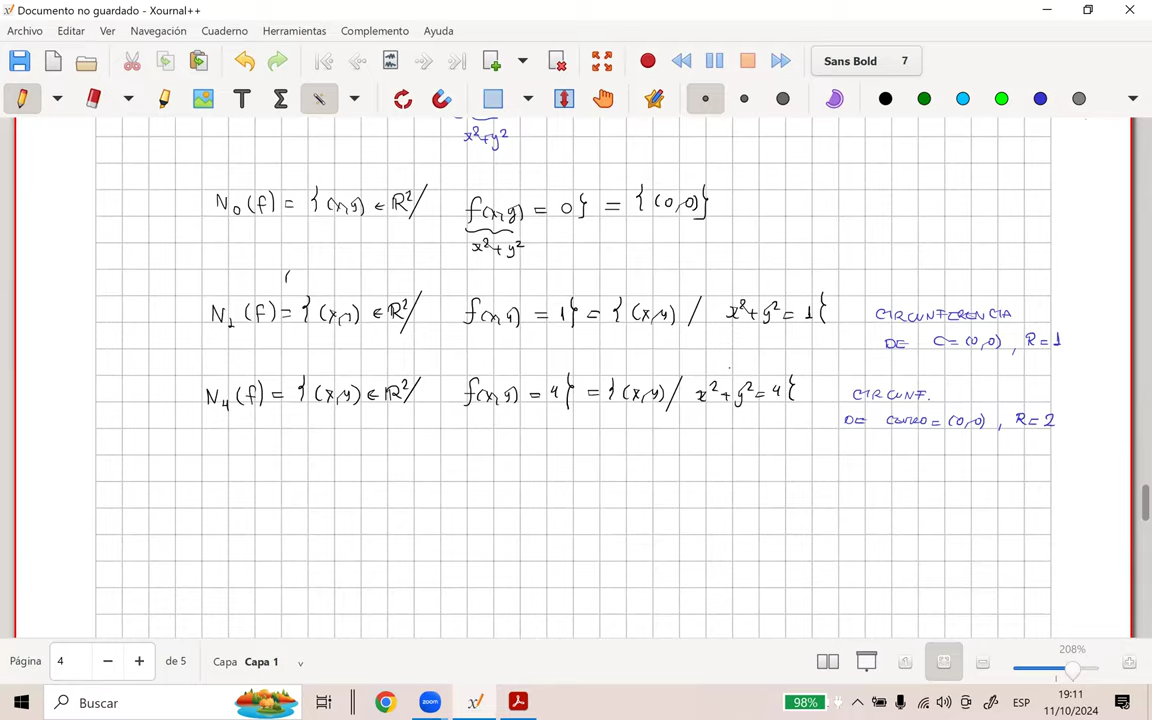 Documento no guardado - Xournal++
Archivo Editar Ver Navegación Cuaderno Herramientas Complemento Ayuda
Sans Bold 7
x²+y²
N₀(f) = {(x,y) ∈ ℝ²/ f(x,y) = 0} = {(0,0)}
x²+y²
N₁(f) = {(x,y) ∈ ℝ²/ f(x,y) = 1} = {(x,y) / x²+y²=1{
CIRCUNFERENCIA
DE C=(0,0), R=1
N₄(f) = {(x,y) ∈ ℝ²/ f(x,y) = 4} = {(x,y)/ x²+y²=4{
CIRCUNF.
DE CENTRO=(0,0), R=2
Página 4 de 5 Capa Capa 1
208%
Buscar
zoom
98%
ESP
19:11
11/10/2024